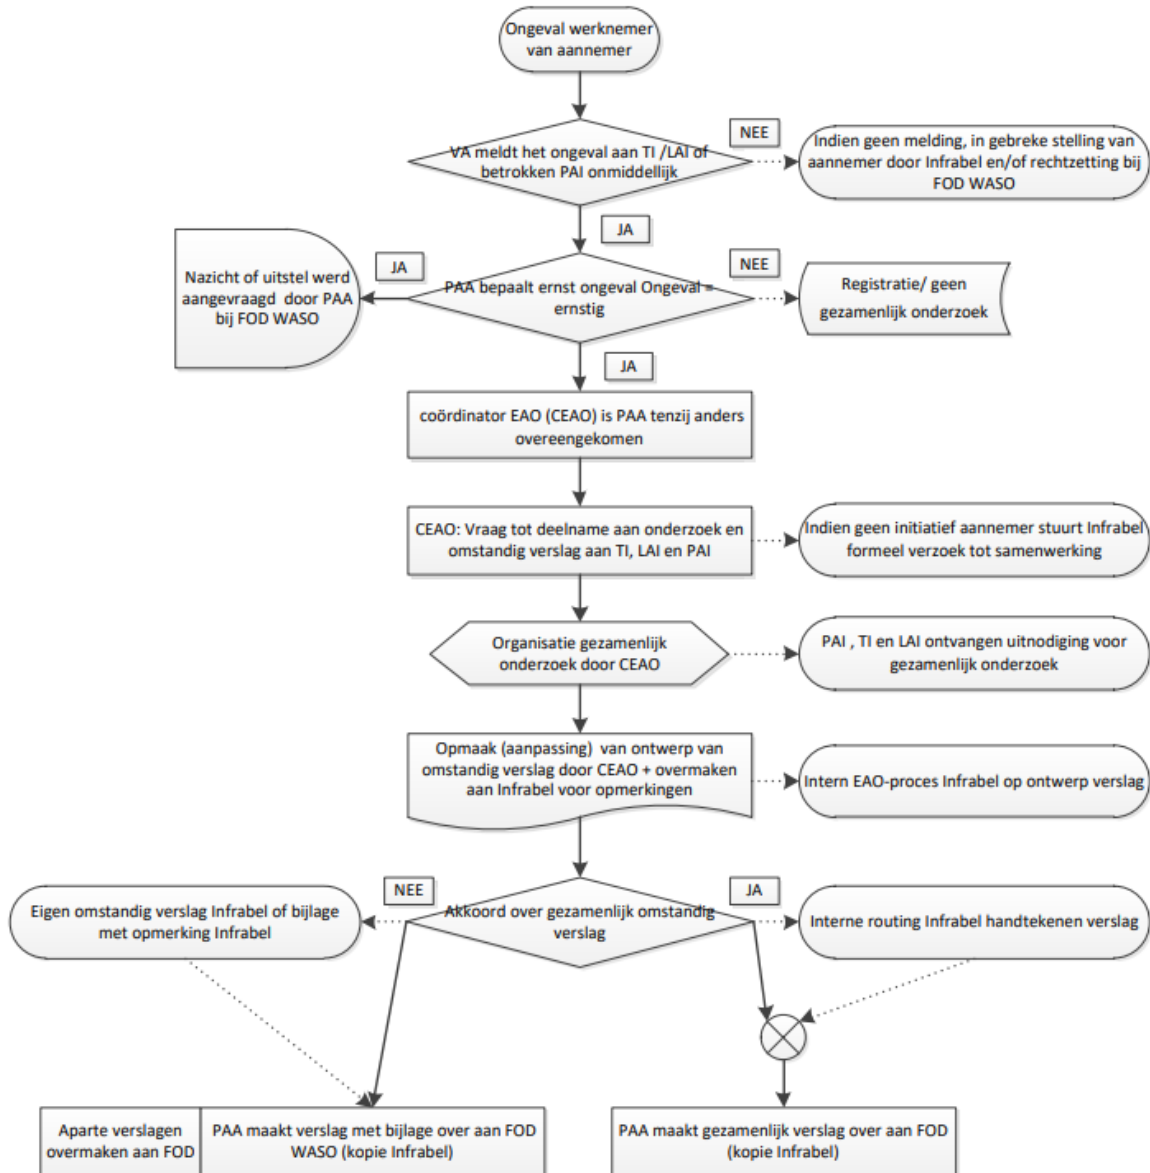 Ongeval werknemer
van aannemer
NEE
VA meldt het ongeval aan TI /LAI of
betrokken PAI onmiddellijk
Indien geen melding, in gebreke stelling van
aannemer door Infrabel en/of rechtzetting bij
FOD WASO
JA
Nazicht of uitstel werd
aangevraagd door PAA
bij FOD WASO
JA
PAA bepaalt ernst ongeval Ongeval =
ernstig
NEE
Registratie/ geen
gezamenlijk onderzoek
JA
coördinator EAO (CEAO) is PAA tenzij anders
overeengekomen
CEAO: Vraag tot deelname aan onderzoek en
omstandig verslag aan TI, LAI en PAI
Indien geen initiatief aannemer stuurt Infrabel
formeel verzoek tot samenwerking
Organisatie gezamenlijk
onderzoek door CEAO
PAI , TI en LAI ontvangen uitnodiging voor
gezamenlijk onderzoek
Opmaak (aanpassing) van ontwerp van
omstandig verslag door CEAO + overmaken
aan Infrabel voor opmerkingen
Intern EAO-proces Infrabel op ontwerp verslag
NEE
JA
Eigen omstandig verslag Infrabel of bijlage
met opmerking Infrabel
Akkoord over gezamenlijk omstandig
verslag
Interne routing Infrabel handtekenen verslag
Aparte verslagen
overmaken aan FOD
PAA maakt verslag met bijlage over aan FOD
WASO (kopie Infrabel)
PAA maakt gezamenlijk verslag over aan FOD
(kopie Infrabel)